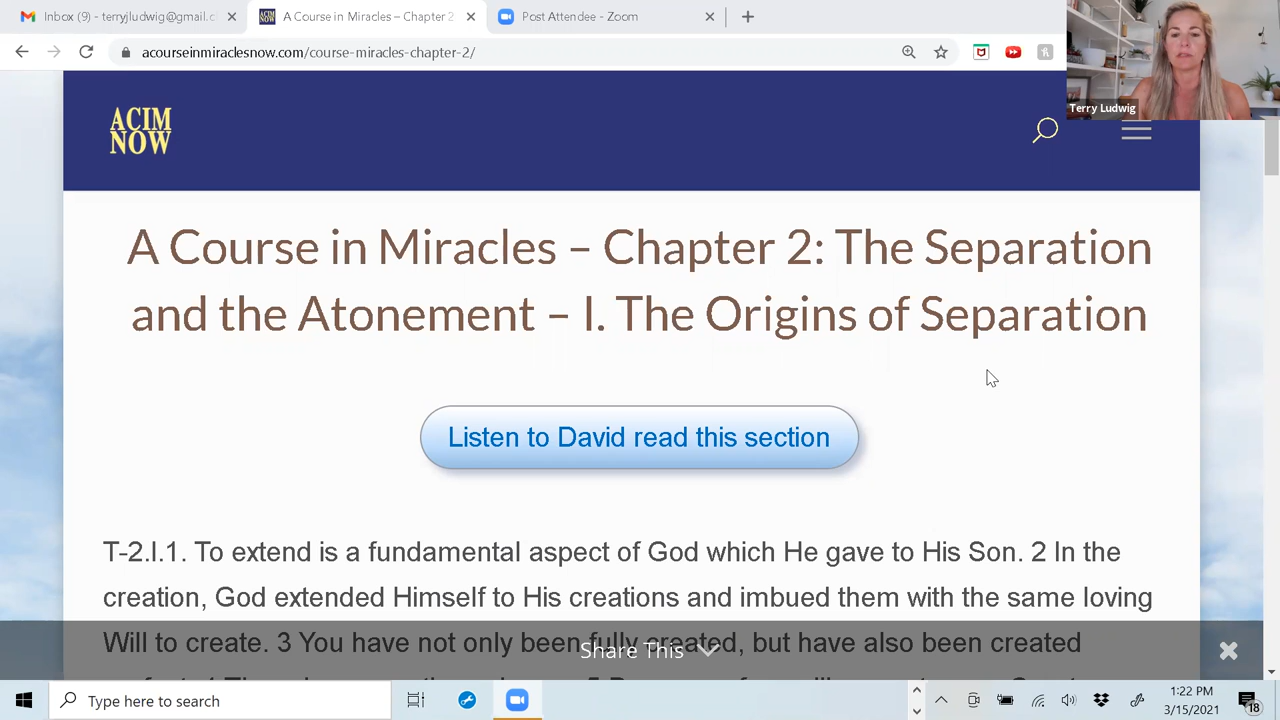 Inbox (9) - terryjludwig@gmail.c
A Course in Miracles – Chapter 2
Post Attendee - Zoom
acourseinmiraclesnow.com/course-miracles-chapter-2/
Terry Ludwig
ACIM
NOW
A Course in Miracles – Chapter 2: The Separation
and the Atonement – I. The Origins of Separation
Listen to David read this section
T-2.I.1. To extend is a fundamental aspect of God which He gave to His Son. 2 In the
creation, God extended Himself to His creations and imbued them with the same loving
Will to create. 3 You have not only been fully created, but have also been created
Share This
Type here to search
1:22 PM
3/15/2021
18